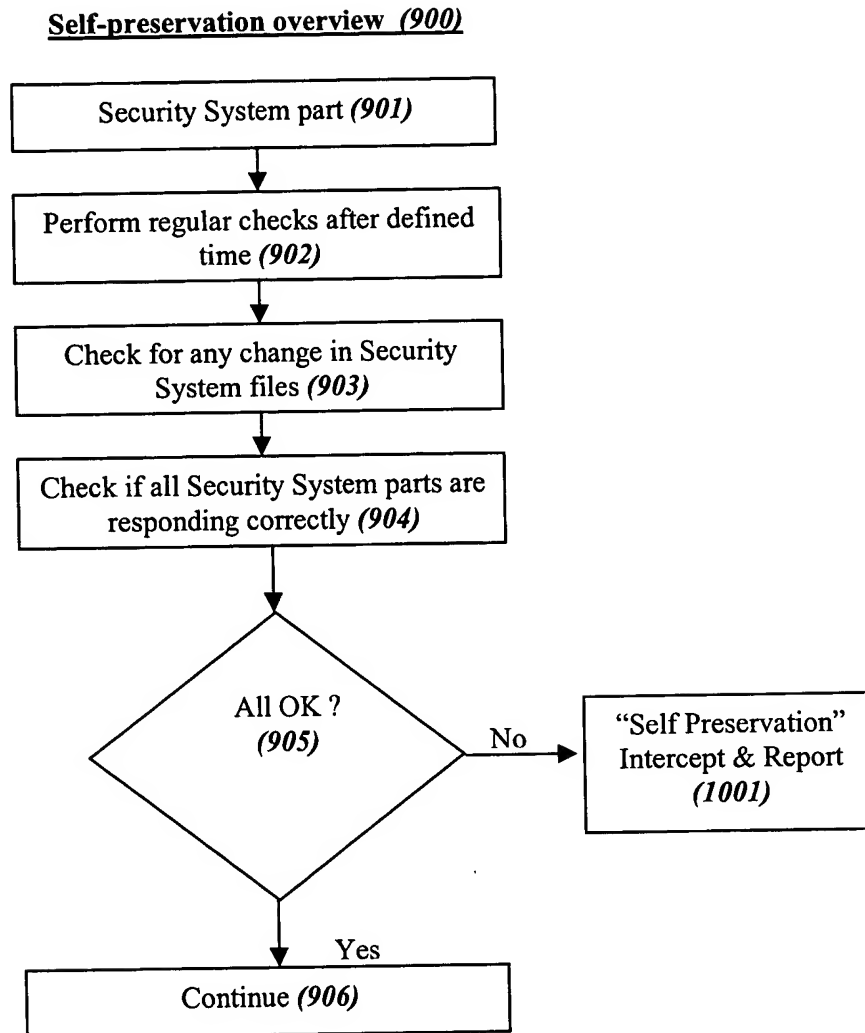 Self-preservation overview (900)
Security System part (901)
Perform regular checks after defined
time (902)
Check for any change in Security
System files (903)
Check if all Security System parts are
responding correctly (904)
All OK ?
(905)
No
“Self Preservation”
Intercept & Report
(1001)
Yes
Continue (906)